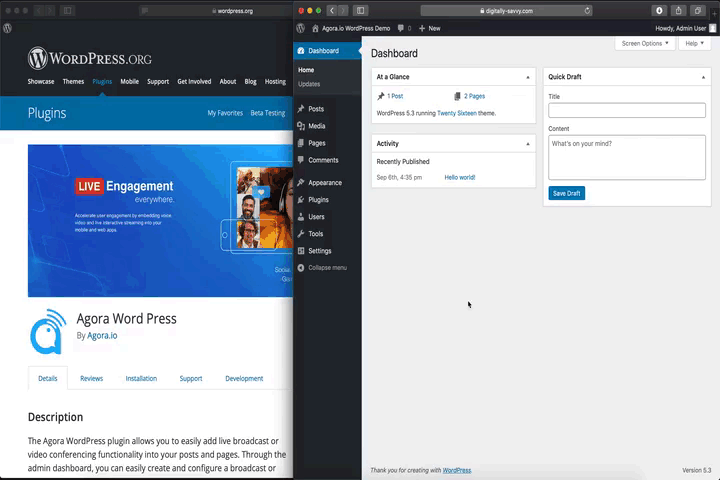 wordpress.org
WORDPRESS.ORG
Showcase Themes Plugins Mobile Support Get Involved About Blog Hosting
Plugins
My Favorites Beta Testing
LIVE Engagement
everywhere.
Accelerate user engagement by embedding voice
video and live interactive streaming into your
mobile and web apps.
Agora Word Press
By Agora.io
Details Reviews Installation Support Development
Description
The Agora WordPress plugin allows you to easily add live broadcast or
video conferencing functionality into your posts and pages. Through the
admin dashboard, you can easily create and configure a broadcast or
digitally-savvy.com
Agora.io WordPress Demo 0 + New Howdy, Admin User
Dashboard
Home
Updates
Posts
Media
Pages
Comments
Appearance
Plugins
Users
Tools
Settings
Collapse menu
Screen Options Help
Dashboard
At a Glance
1 Post 2 Pages
WordPress 5.3 running Twenty Sixteen theme.
Activity
Recently Published
Sep 6th, 4:35 pm Hello world!
Quick Draft
Title
Content
What's on your mind?
Save Draft
Thank you for creating with WordPress. Version 5.3